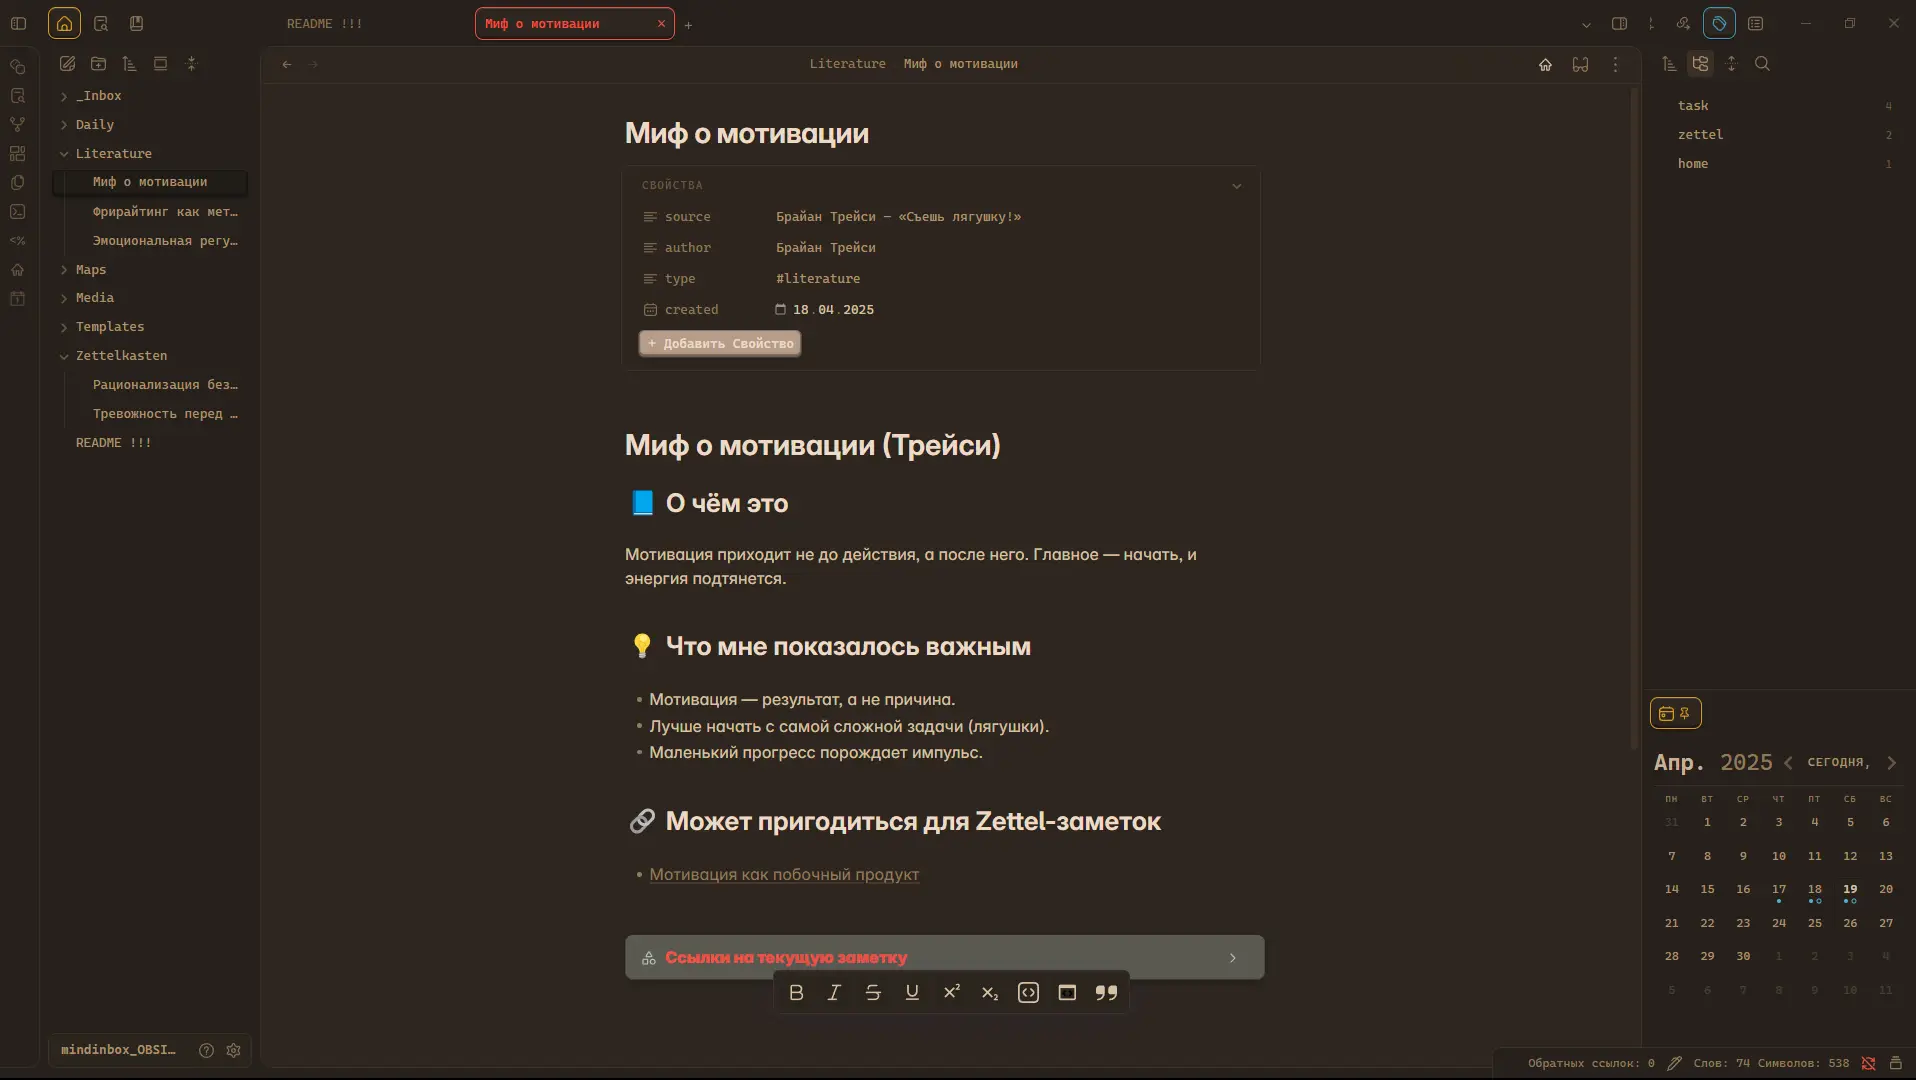 README !!!
Миф о мотивации
_Inbox
Daily
Literature
Миф о мотивации
Фрирайтинг как мет…
Эмоциональная регу…
Maps
Media
Templates
Zettelkasten
Рационализация без…
Тревожность перед …
README !!!
mindinbox_OBSI…
Literature Миф о мотивации
Миф о мотивации
СВОЙСТВА
source Брайан Трейси — «Съешь лягушку!»
author Брайан Трейси
type #literature
created 18.04.2025
+ Добавить Свойство
Миф о мотивации (Трейси)
📘 О чём это
Мотивация приходит не до действия, а после него. Главное — начать, и
энергия подтянется.
💡 Что мне показалось важным
• Мотивация — результат, а не причина.
• Лучше начать с самой сложной задачи (лягушки).
• Маленький прогресс порождает импульс.
🔗 Может пригодиться для Zettel-заметок
• Мотивация как побочный продукт
Ссылки на текущую заметку
task 4
zettel 2
home 1
Апр. 2025 СЕГОДНЯ,
ПН ВТ СР ЧТ ПТ СБ ВС
31 1 2 3 4 5 6
7 8 9 10 11 12 13
14 15 16 17 18 19 20
21 22 23 24 25 26 27
28 29 30 1 2 3 4
5 6 7 8 9 10 11
Обратных ссылок: 0 Слов: 74 Символов: 538